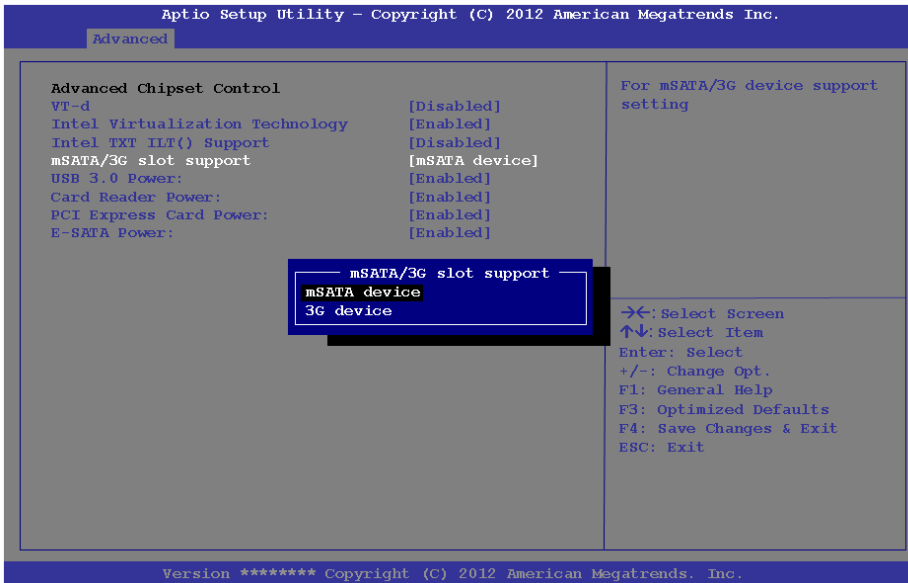 Aptio Setup Utility – Copyright (C) 2012 American Megatrends Inc.
Advanced
Advanced Chipset Control
VT-d [Disabled]
Intel Virtualization Technology [Enabled]
Intel TXT ILT() Support [Disabled]
mSATA/3G slot support [mSATA device]
USB 3.0 Power: [Enabled]
Card Reader Power: [Enabled]
PCI Express Card Power: [Enabled]
E-SATA Power: [Enabled]
mSATA/3G slot support
mSATA device
3G device
For mSATA/3G device support
setting
→←:Select Screen
↑↓:Select Item
Enter: Select
+/-: Change Opt.
F1: General Help
F3: Optimized Defaults
F4: Save Changes & Exit
ESC: Exit
Version ******** Copyright (C) 2012 American Megatrends. Inc.